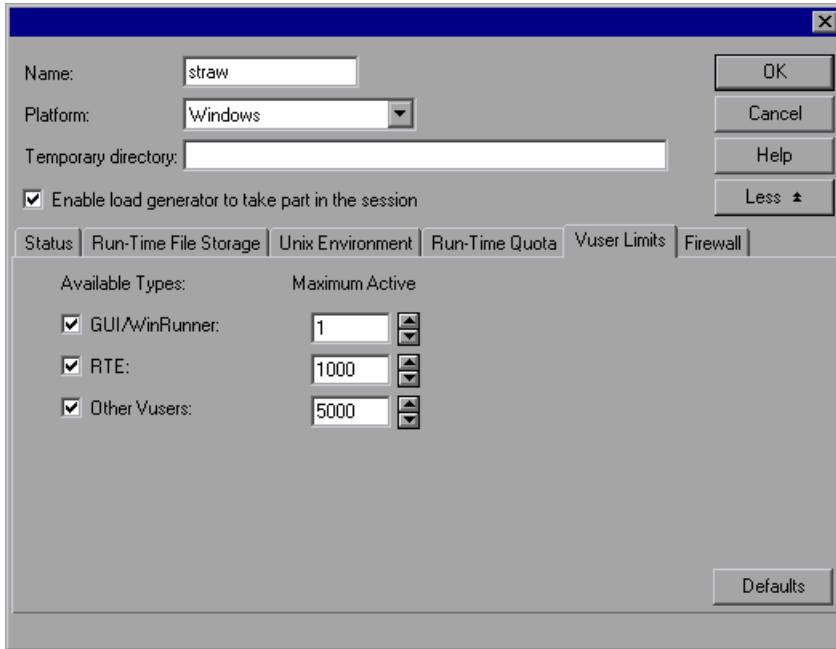 Name:
straw
OK
Platform:
Windows
Cancel
Temporary directory:
Help
Enable load generator to take part in the session
Less
Status
Run-Time File Storage
Unix Environment
Run-Time Quota
Vuser Limits
Firewall
Available Types:
Maximum Active
GUI/WinRunner:
1
RTE:
1000
Other Vusers:
5000
Defaults